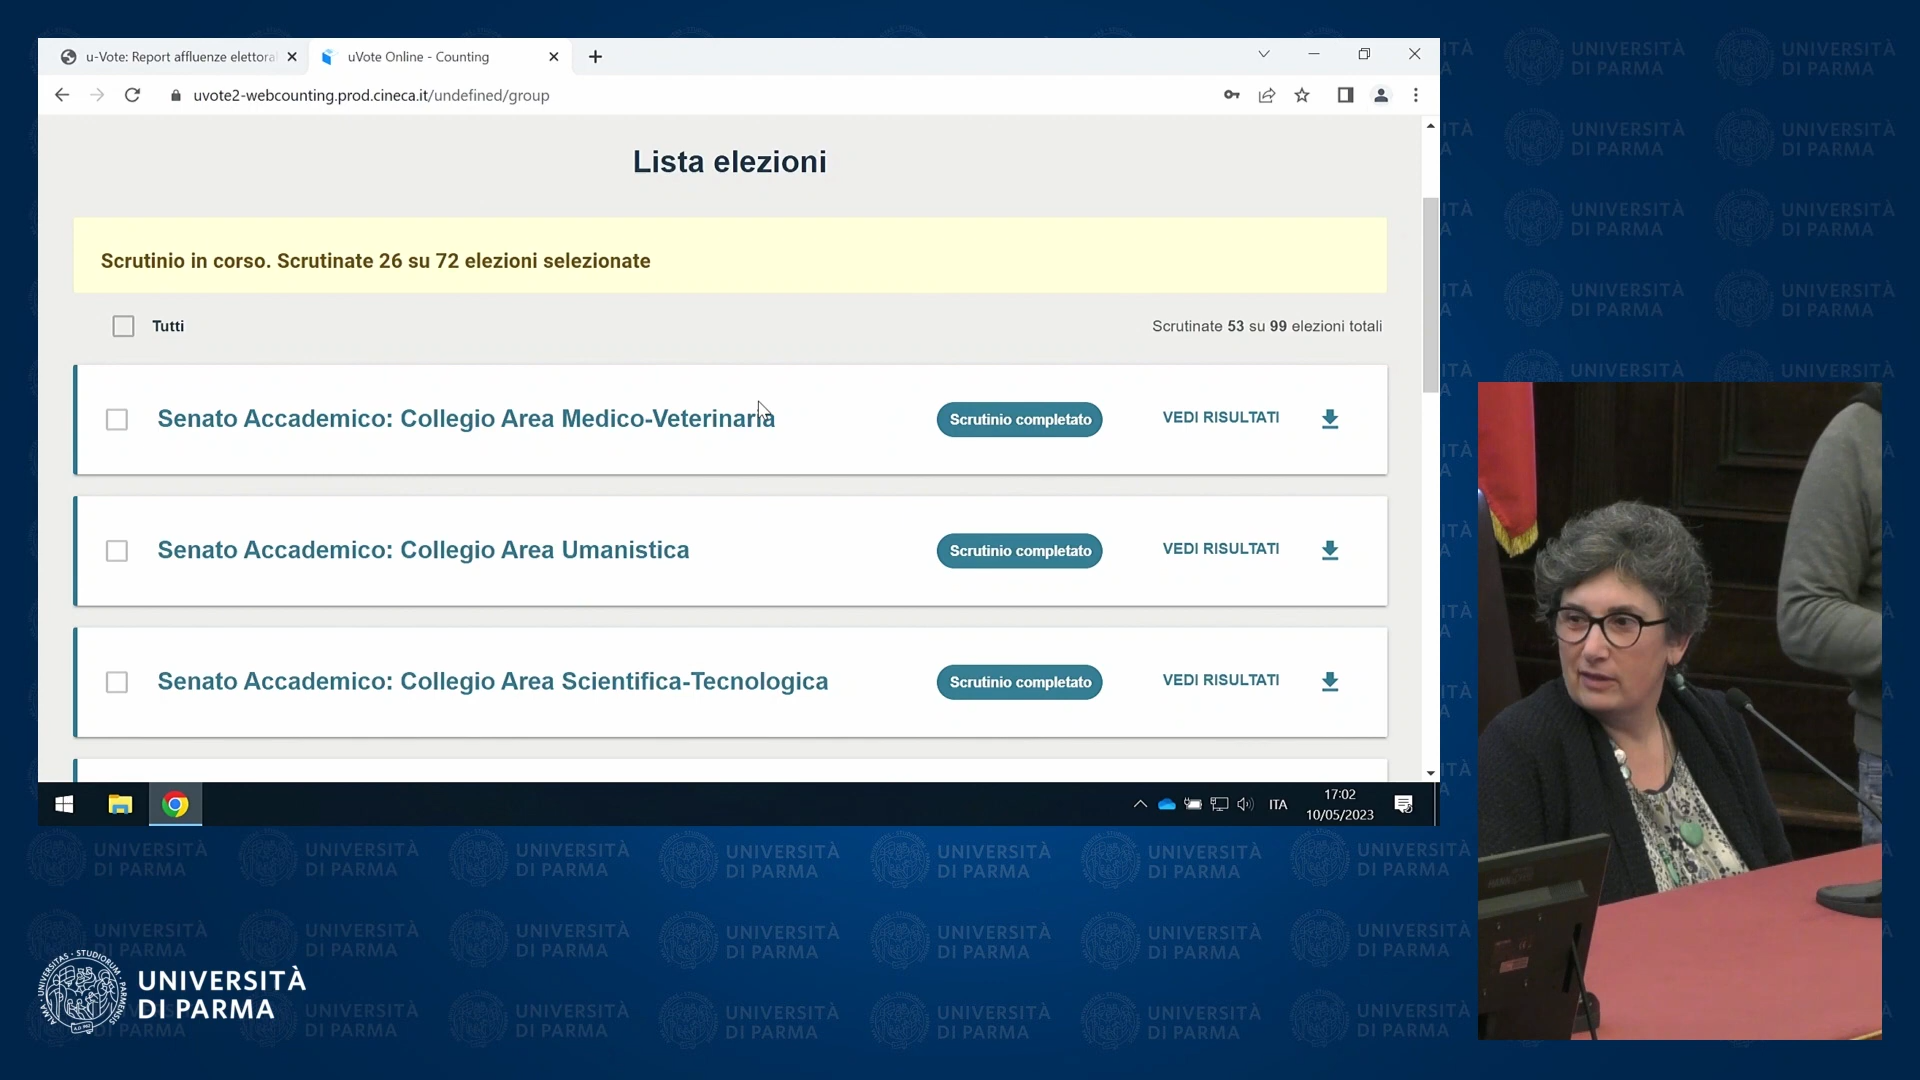 u-Vote: Report affluenze elettora
uVote Online - Counting
uvote2-webcounting.prod.cineca.it/undefined/group
Lista elezioni
Scrutinio in corso. Scrutinate 26 su 72 elezioni selezionate
Tutti
Scrutinate 53 su 99 elezioni totali
Senato Accademico: Collegio Area Medico-Veterinaria
Scrutinio completato
VEDI RISULTATI
Senato Accademico: Collegio Area Umanistica
Scrutinio completato
VEDI RISULTATI
Senato Accademico: Collegio Area Scientifica-Tecnologica
Scrutinio completato
VEDI RISULTATI
ITA
17:02
10/05/2023
UNIVERSITÀ
DI PARMA